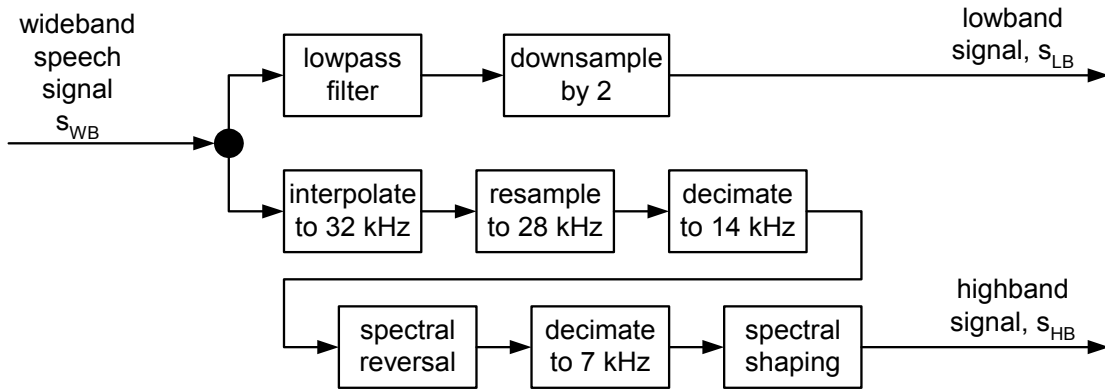 wideband
speech
signal
s_WB
lowpass
filter
downsample
by 2
lowband
signal, s_LB
interpolate
to 32 kHz
resample
to 28 kHz
decimate
to 14 kHz
spectral
reversal
decimate
to 7 kHz
spectral
shaping
highband
signal, s_HB